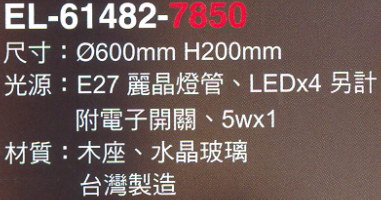 EL-61482-7850
尺寸：Ø600mm H200mm
光源：E27 麗晶燈管、LEDx4 另計
附電子開關、5wx1
材質：木座、水晶玻璃
台灣製造